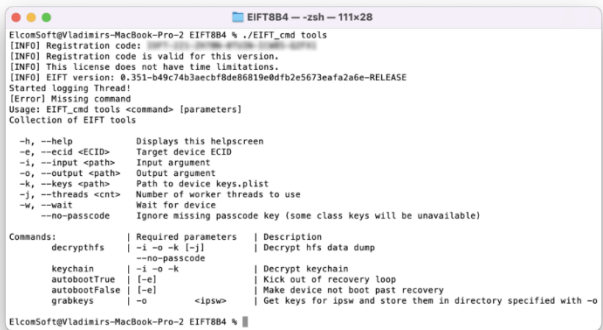 EIFT8B4 — -zsh — 111×28
ElcomSoft@Vladimirs-MacBook-Pro-2 EIFT8B4 % ./EIFT_cmd tools
[INFO] Registration code:
[INFO] Registration code is valid for this version.
[INFO] This license does not have time limitations.
[INFO] EIFT version: 0.351-b49c74b3aecbf8de86819e0dfb2e5673eafa2a6e-RELEASE
Started logging Thread!
[Error] Missing command
Usage: EIFT_cmd tools <command> [parameters]
Collection of EIFT tools
-h, --help Displays this helpscreen
-e, --ecid <ECID> Target device ECID
-i, --input <path> Input argument
-o, --output <path> Output argument
-k, --keys <path> Path to device keys.plist
-j, --threads <cnt> Number of worker threads to use
-w, --wait Wait for device
--no-passcode Ignore missing passcode key (some class keys will be unavailable)
Commands: | Required parameters | Description
decrypthfs | -i -o -k [-j] | Decrypt hfs data dump
--no-passcode
keychain | -i -o -k | Decrypt keychain
autobootTrue | [-e] | Kick out of recovery loop
autobootFalse | [-e] | Make device not boot past recovery
grabkeys | -o <ipsw> | Get keys for ipsw and store them in directory specified with -o
ElcomSoft@Vladimirs-MacBook-Pro-2 EIFT8B4 %